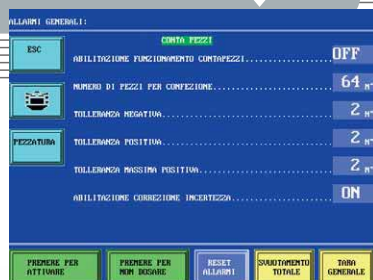 ALLARMI GENERALI:
CONTA PEZZI
ESC
ABILITAZIONE FUNZIONAMENTO CONTAPEZZI
OFF
NUMERO DI PEZZI PER CONFEZIONE
64 n°
TOLLERANZA NEGATIVA
2 n°
PEZZATURA
TOLLERANZA POSITIVA
2 n°
TOLLERANZA MASSIMA POSITIVA
2 n°
ABILITAZIONE CORREZIONE INCERTEZZA
ON
PREMERE PER ATTIVARE
PREMERE PER NON DOSARE
RESET ALLARMI
SVUOTAMENTO TOTALE
TARA GENERALE